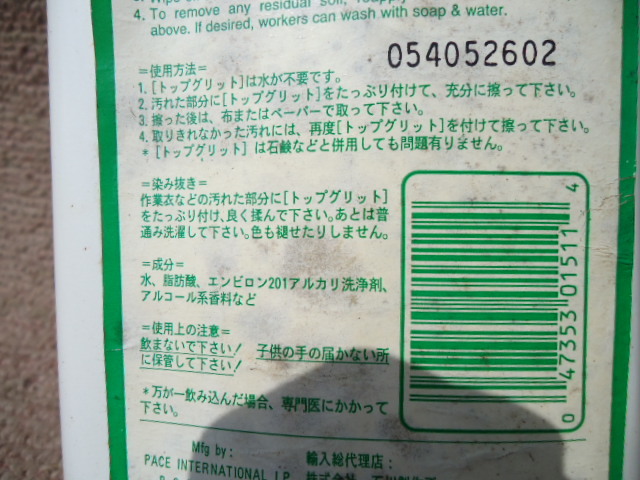 4. To remove any residual soil,
above. If desired, workers can wash with soap & water.
054052602
=使用方法=
1. [トップグリット]は水が不要です。
2. 汚れた部分に[トップグリット]をたっぷり付けて、充分に擦って下さい。
3. 擦った後は、布またはペーパーで取って下さい。
4. 取りきれなかった汚れには、再度[トップグリット]を付けて擦って下さい。
* [トップグリット] は石鹸などと併用しても問題有りません。
=染み抜き=
作業衣などの汚れた部分に[トップグリット]
をたっぷり付け、良く揉んで下さい。あとは普
通み洗濯して下さい。色も褪せたりしません。
=成分=
水、脂肪酸、エンビロン201アルカリ洗浄剤、
アルコール系香料など
=使用上の注意=
飲まないで下さい! 子供の手の届かない所
に保管して下さい!
*万が一飲み込んだ場合、専門医にかかって
下さい。
0 47353 01511 4
Mfg by:
PACE INTERNATIONAL L.P.
輸入総代理店: